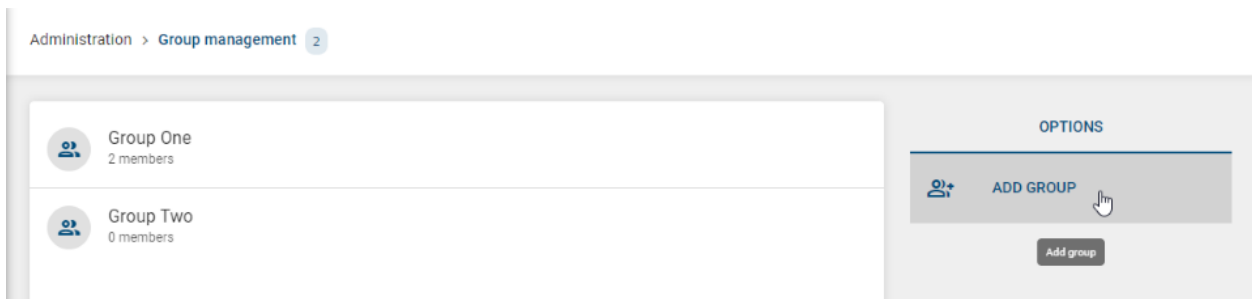 Administration > Group management 2
Group One
2 members
Group Two
0 members
OPTIONS
ADD GROUP
Add group